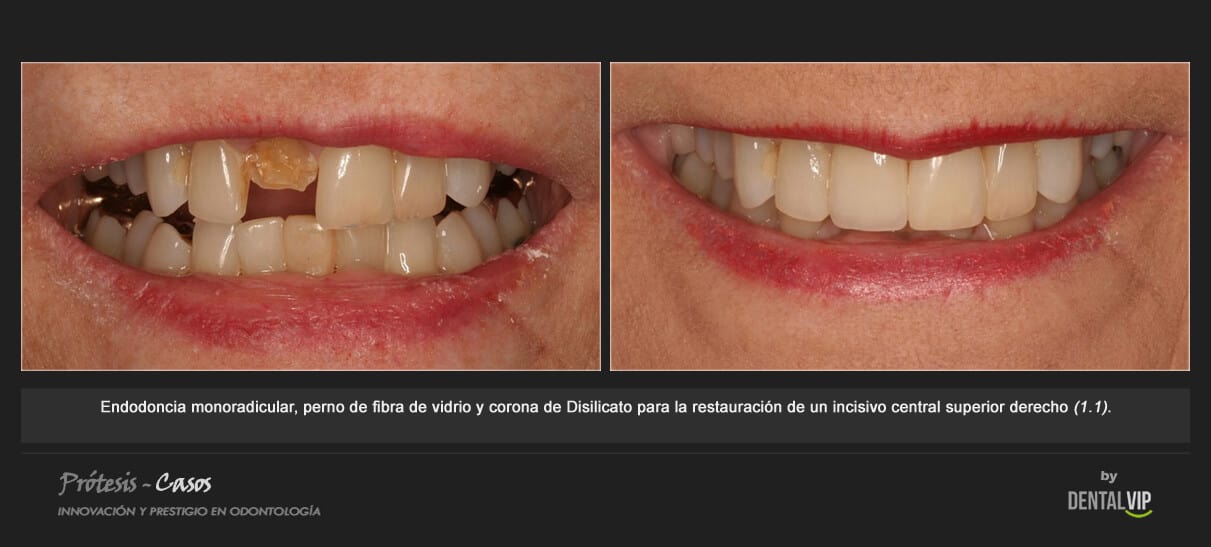 Endodoncia monoradicular, perno de fibra de vidrio y corona de Disilicato para la restauración de un incisivo central superior derecho (1.1).
Prótesis - Casos
INNOVACIÓN Y PRESTIGIO EN ODONTOLOGÍA
by
DENTALVIP